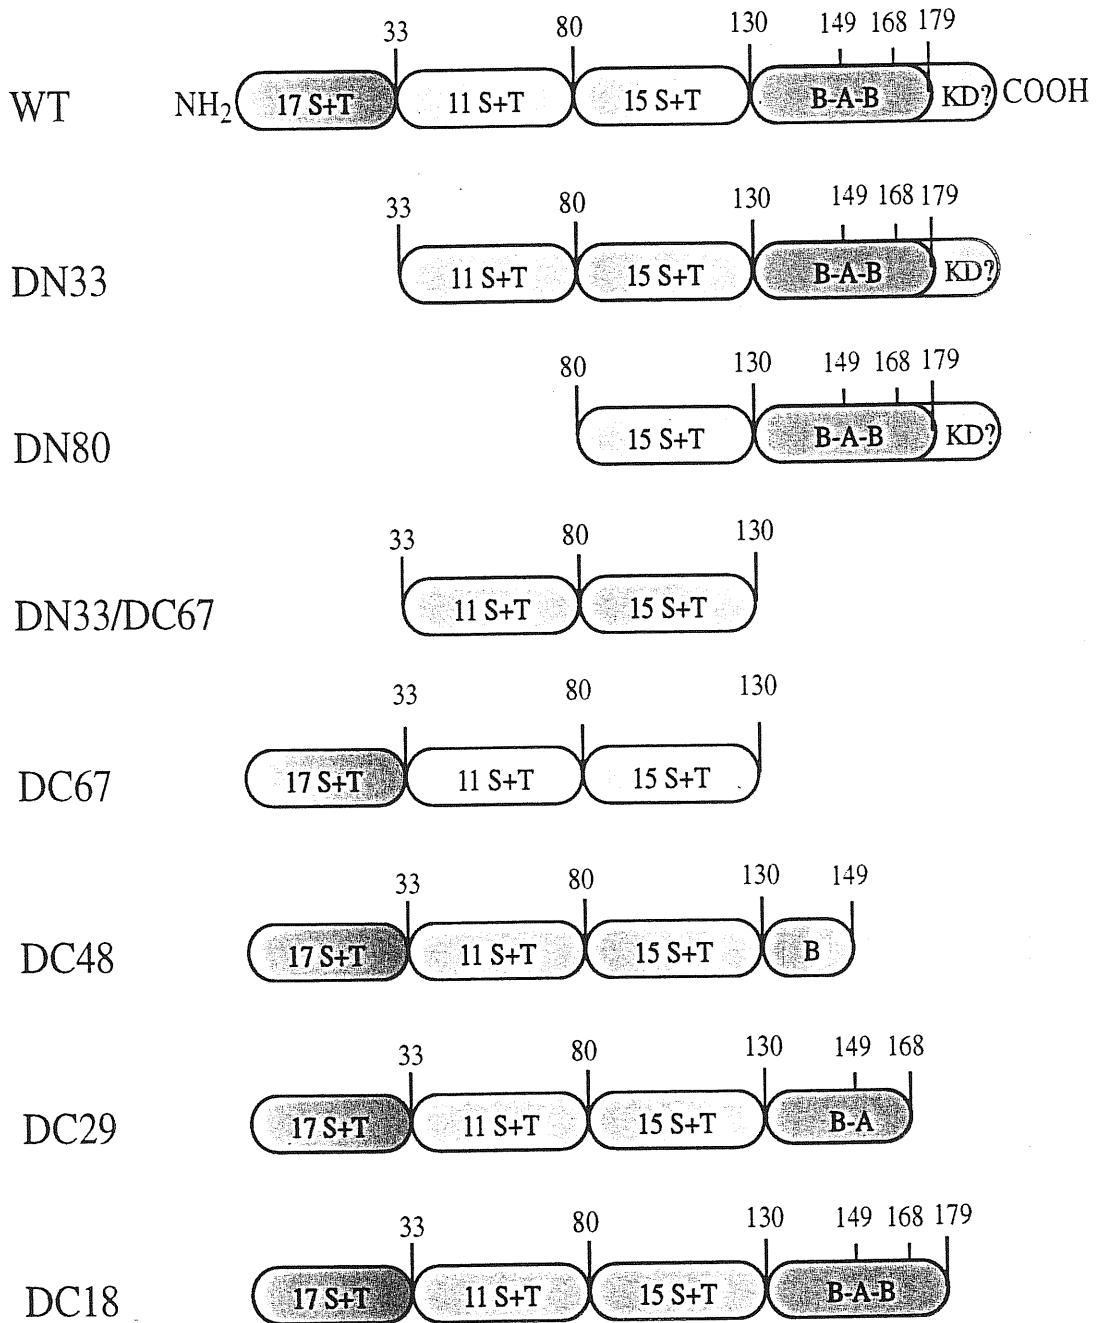 33 80 130 149 168 179
WT NH2 17 S+T 11 S+T 15 S+T B-A-B KD? COOH
33 80 130 149 168 179
DN33 11 S+T 15 S+T B-A-B KD?
80 130 149 168 179
DN80 15 S+T B-A-B KD?
33 80 130
DN33/DC67 11 S+T 15 S+T
33 80 130
DC67 17 S+T 11 S+T 15 S+T
33 80 130 149
DC48 17 S+T 11 S+T 15 S+T B
33 80 130 149 168
DC29 17 S+T 11 S+T 15 S+T B-A
33 80 130 149 168 179
DC18 17 S+T 11 S+T 15 S+T B-A-B